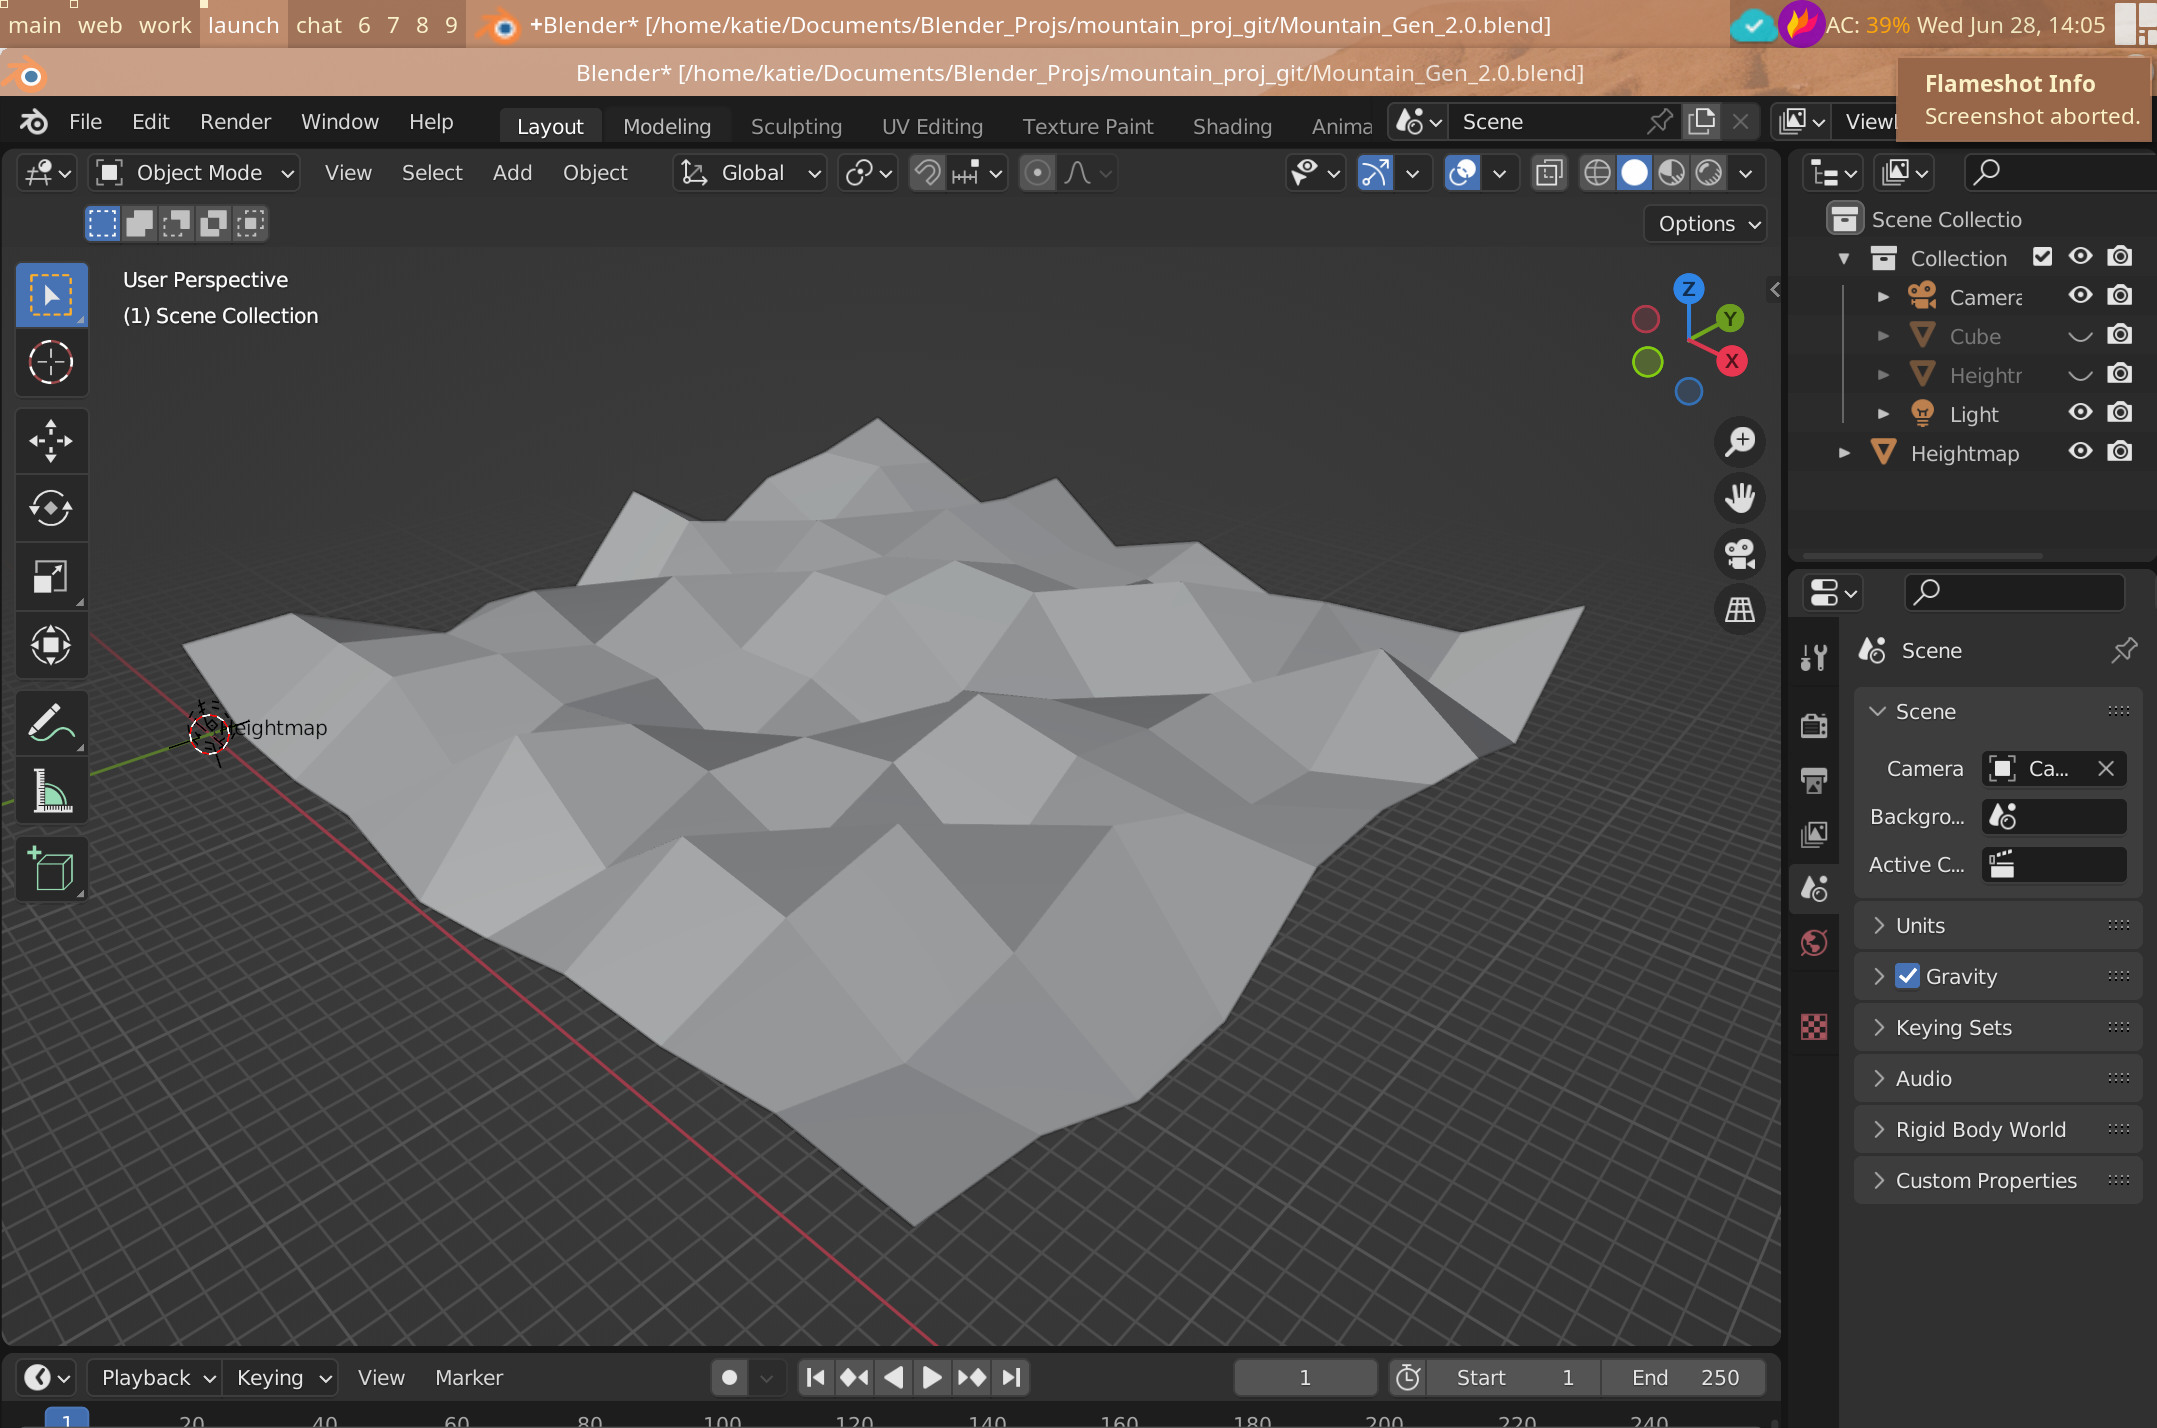 main web work launch chat 6 7 8 9 +Blender* [/home/katie/Documents/Blender_Projs/mountain_proj_git/Mountain_Gen_2.0.blend] AC: 39% Wed Jun 28, 14:05
Blender* [/home/katie/Documents/Blender_Projs/mountain_proj_git/Mountain_Gen_2.0.blend]
Flameshot Info
Screenshot aborted.
File Edit Render Window Help Layout Modeling Sculpting UV Editing Texture Paint Shading Anima Scene Viewl
Object Mode View Select Add Object Global
Options
User Perspective
(1) Scene Collection
Z
Y
X
Heightmap
Scene Collectio
Collection
Camera
Cube
Heightr
Light
Heightmap
Scene
Scene
Camera Ca...
Backgro...
Active C...
Units
Gravity
Keying Sets
Audio
Rigid Body World
Custom Properties
Playback Keying View Marker 1 Start 1 End 250
1 20 40 60 80 100 120 140 160 180 200 220 240